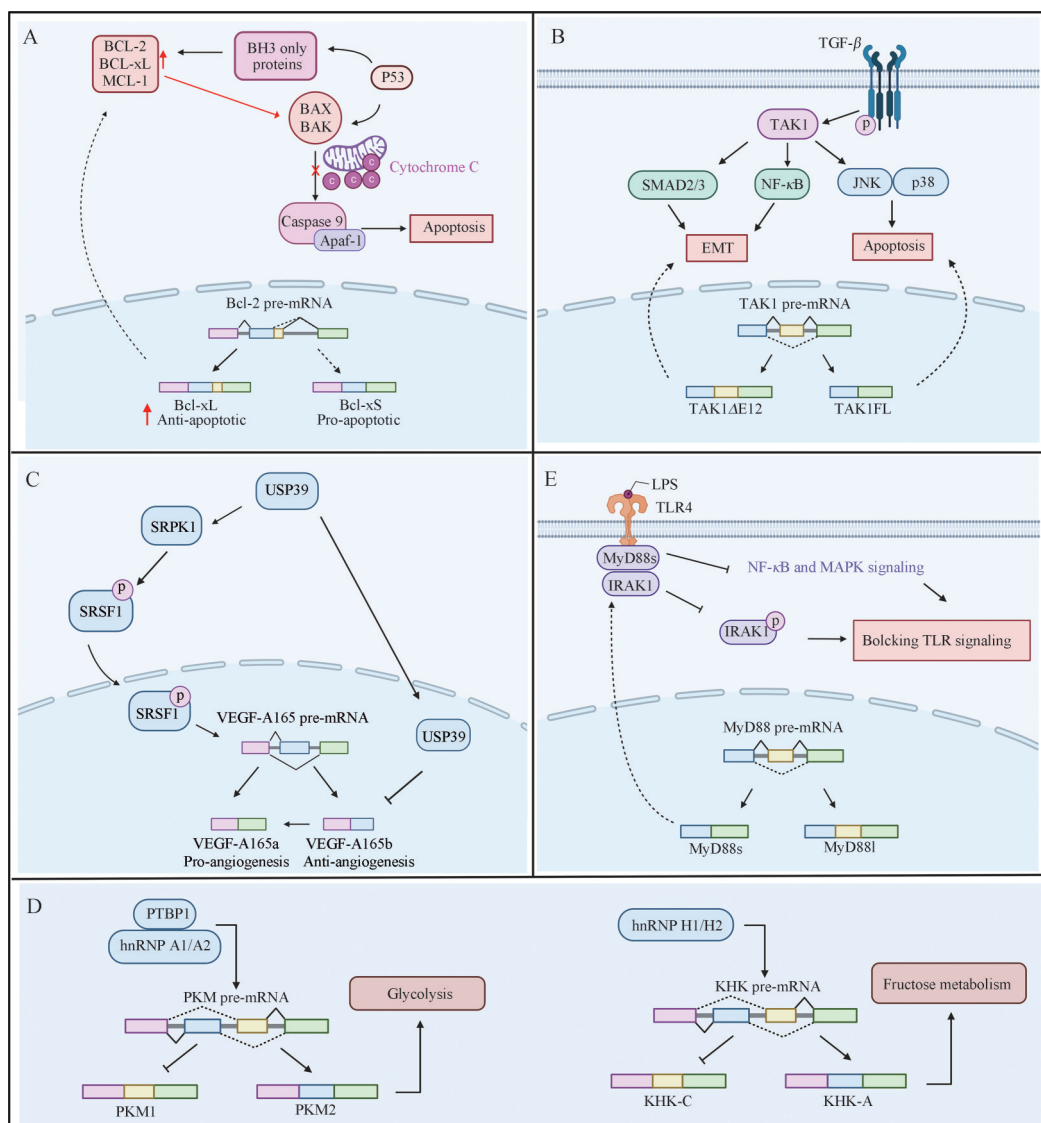 A
BCL-2
BCL-xL
MCL-1
BH3 only
proteins
P53
BAX
BAK
Cytochrome C
C
C
C
C
C
Caspase 9
Apaf-1
Apoptosis
Bcl-2 pre-mRNA
Bcl-xL
Anti-apoptotic
Bcl-xS
Pro-apoptotic
B
TGF-β
TAK1
p
SMAD2/3
NF-κB
JNK
p38
EMT
Apoptosis
TAK1 pre-mRNA
TAK1ΔE12
TAK1FL
C
USP39
SRPK1
p
SRSF1
p
SRSF1
VEGF-A165 pre-mRNA
USP39
VEGF-A165a
Pro-angiogenesis
VEGF-A165b
Anti-angiogenesis
E
LPS
TLR4
MyD88s
IRAK1
NF-κB and MAPK signaling
IRAK1
p
Bolcking TLR signaling
MyD88 pre-mRNA
MyD88s
MyD88l
D
PTBP1
hnRNP A1/A2
PKM pre-mRNA
Glycolysis
PKM1
PKM2
hnRNP H1/H2
KHK pre-mRNA
Fructose metabolism
KHK-C
KHK-A